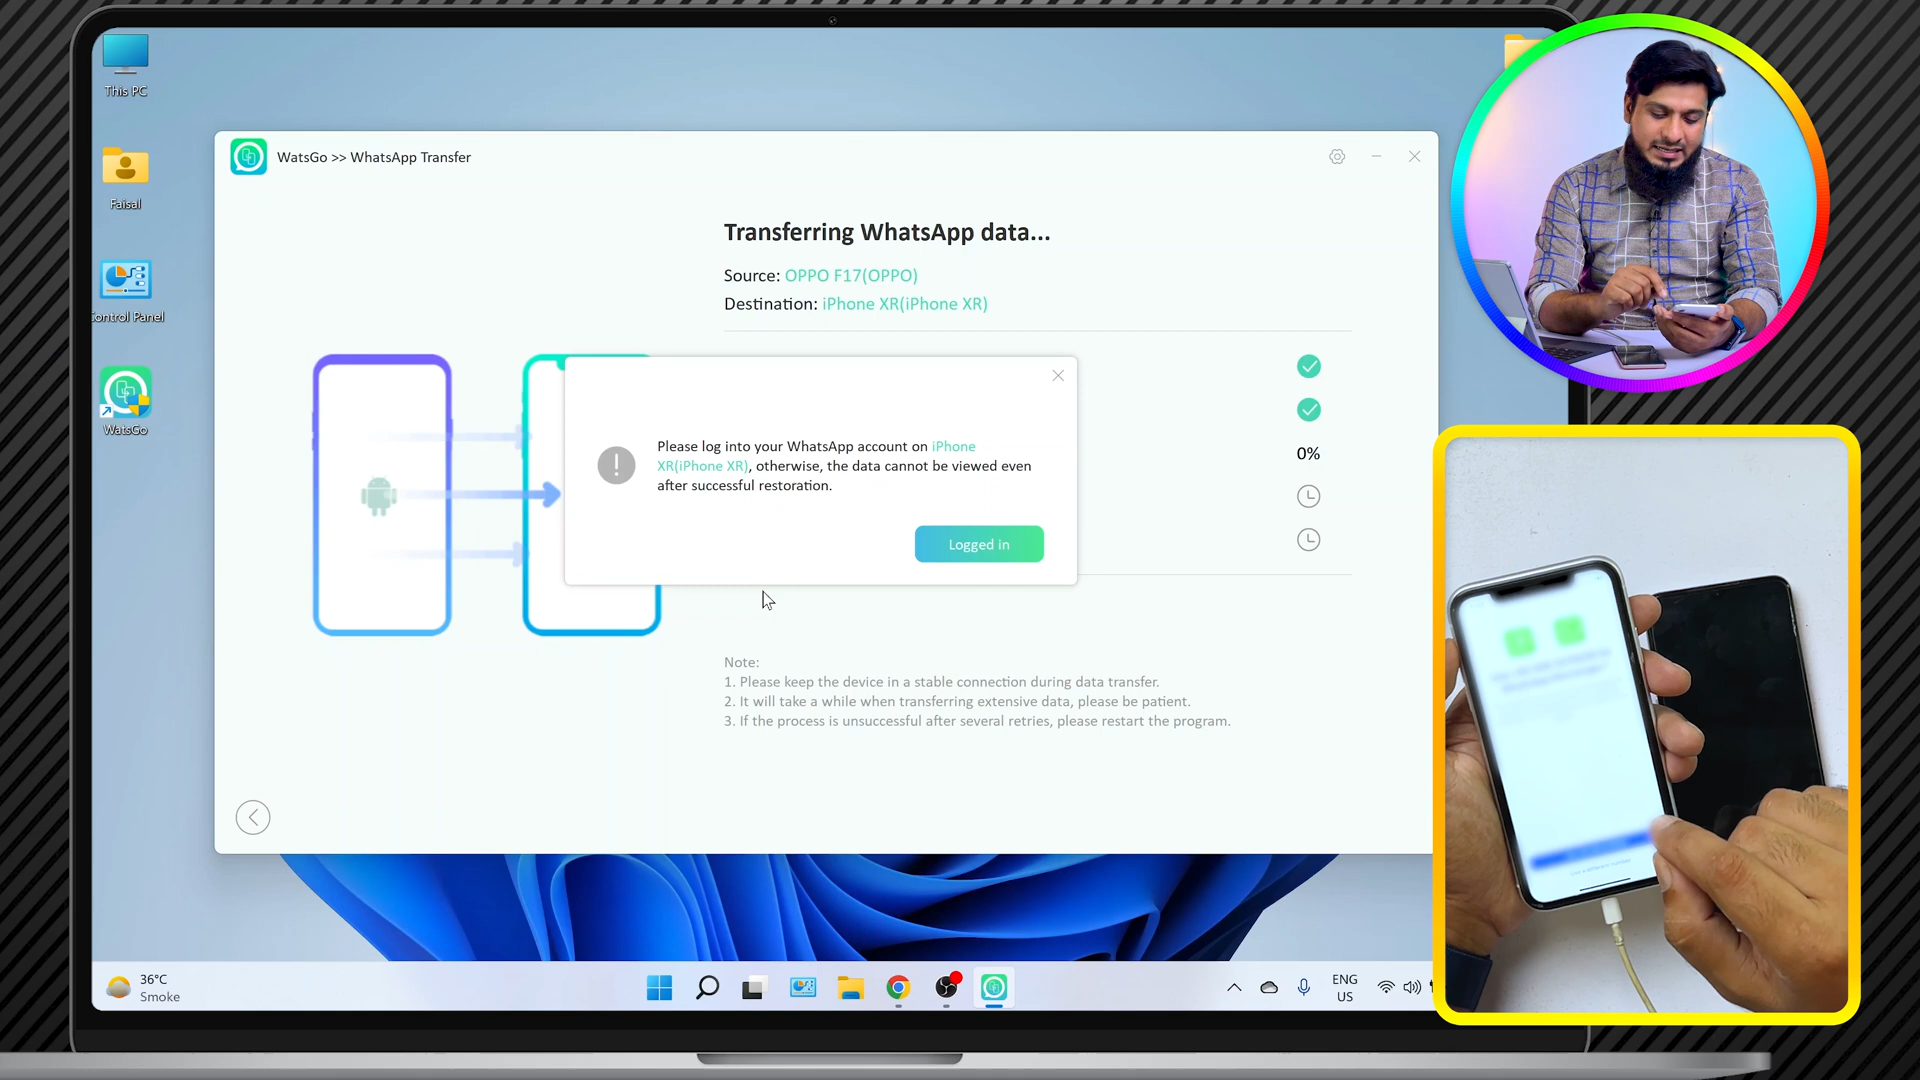 This PC
Faisal
Control Panel
WatsGo
WatsGo >> WhatsApp Transfer
Transferring WhatsApp data...
Source: OPPO F17(OPPO)
Destination: iPhone XR(iPhone XR)
Please log into your WhatsApp account on iPhone
XR(iPhone XR), otherwise, the data cannot be viewed even
after successful restoration.
Logged in
0%
Note:
1. Please keep the device in a stable connection during data transfer.
2. It will take a while when transferring extensive data, please be patient.
3. If the process is unsuccessful after several retries, please restart the program.
36°C
Smoke
ENG
US